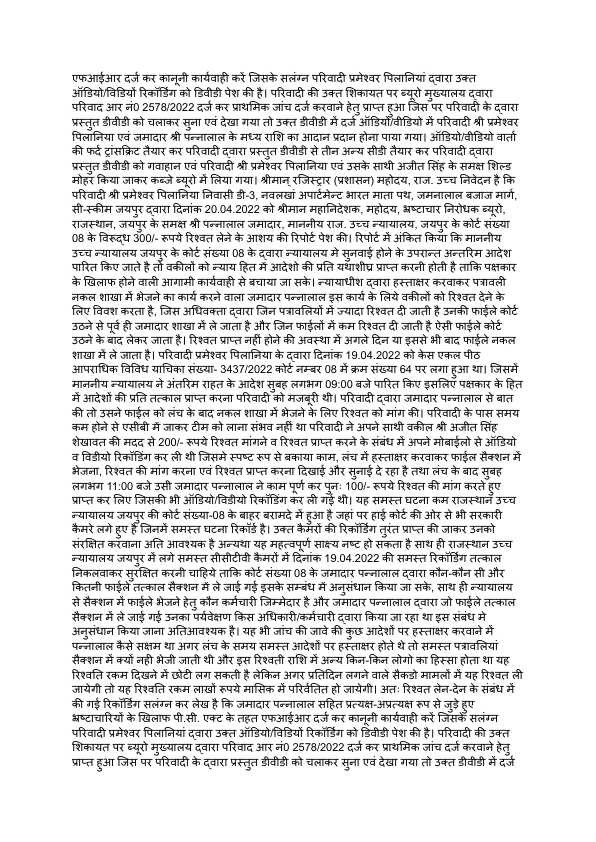 एफआईआर दर्ज कर कानूनी कार्यवाही करें जिसके सलंग्न परिवादी प्रमेश्वर पिलानियां द्वारा उक्त
ऑडियो/विडियों रिकॉर्डिंग को डिवीडी पेश की है। परिवादी की उक्त शिकायत पर ब्यूरो मुख्यालय द्वारा
परिवाद आर नं0 2578/2022 दर्ज कर प्राथमिक जांच दर्ज करवाने हेतु प्राप्त हुआ जिस पर परिवादी के द्वारा
प्रस्तुत डीवीडी को चलाकर सुना एवं देखा गया तो उक्त डीवीडी में दर्ज ऑडियो/वीडियो में परिवादी श्री प्रमेश्वर
पिलानिया एवं जमादार श्री पन्नालाल के मध्य राशि का आदान प्रदान होना पाया गया। ऑडियो/वीडियो वार्ता
की फर्द ट्रांसक्रिट तैयार कर परिवादी द्वारा प्रस्तुत डीवीडी से तीन अन्य सीडी तैयार कर परिवादी द्वारा
प्रस्तुत डीवीडी को गवाहान एवं परिवादी श्री प्रमेश्वर पिलानिया एवं उसके साथी अजीत सिंह के समक्ष शिल्ड
मोहर किया जाकर कब्जे ब्यूरो में लिया गया। श्रीमान् रजिस्ट्रार (प्रशासन) महोदय, राज. उच्च निवेदन है कि
परिवादी श्री प्रमेश्वर पिलानिया निवासी डी-3, नवलखां अपार्टमेन्ट भारत माता पथ, जमनालाल बजाज मार्ग,
सी-स्कीम जयपुर द्वारा दिनांक 20.04.2022 को श्रीमान महानिदेशक, महोदय, भ्रष्टाचार निरोधक ब्यूरो,
राजस्थान, जयपुर के समक्ष श्री पन्नालाल जमादार, माननीय राज. उच्च न्यायालय, जयपुर के कोर्ट संख्या
08 के विरूद्ध 300/- रूपये रिश्वत लेने के आशय की रिपोर्ट पेश की। रिपोर्ट में अंकित किया कि माननीय
उच्च न्यायालय जयपुर के कोर्ट संख्या 08 के द्वारा न्यायालय मे सुनवाई होने के उपरान्त अन्तरिम आदेश
पारित किए जाते है तो वकीलों को न्याय हित में आदेशो की प्रति यथाशीघ्र प्राप्त करनी होती है ताकि पक्षकार
के खिलाफ होने वाली आगामी कार्यवाही से बचाया जा सके। न्यायाधीश द्वारा हस्ताक्षर करवाकर पत्रावली
नकल शाखा में भेजने का कार्य करने वाला जमादार पन्नालाल इस कार्य के लिये वकीलो को रिश्वत देने के
लिए विवश करता है, जिस अधिवक्ता द्वारा जिन पत्रावलियों में ज्यादा रिश्वत दी जाती है उनकी फाईले कोर्ट
उठने से पूर्व ही जमादार शाखा में ले जाता है और जिन फाईलों में कम रिश्वत दी जाती है ऐसी फाईले कोर्ट
उठने के बाद लेकर जाता है। रिश्वत प्राप्त नहीं होने की अवस्था में अगले दिन या इससे भी बाद फाईले नकल
शाखा में ले जाता है। परिवादी प्रमेश्वर पिलानिया के द्वारा दिनांक 19.04.2022 को केस एकल पीठ
आपराधिक विविध याचिका संख्या- 3437/2022 कोर्ट नम्बर 08 में क्रम संख्या 64 पर लगा हुआ था। जिसमें
माननीय न्यायालय ने अंतरिम राहत के आदेश सुबह लगभग 09:00 बजे पारित किए इसलिए पक्षकार के हित
में आदेशों की प्रति तत्काल प्राप्त करना परिवादी को मजबूरी थी। परिवादी द्वारा जमादार पन्नालाल से बात
की तो उसने फाईल को लंच के बाद नकल शाखा में भेजने के लिए रिश्वत को मांग की। परिवादी के पास समय
कम होने से एसीबी में जाकर टीम को लाना संभव नहीं था परिवादी ने अपने साथी वकील श्री अजीत सिंह
शेखावत की मदद से 200/- रूपये रिश्वत मांगने व रिश्वत प्राप्त करने के संबंध में अपने मोबाईलो से ऑडियो
व विडीयो रिकॉर्डिंग कर ली थी जिसमे स्पष्ट रूप से बकाया काम, लंच में हस्ताक्षर करवाकर फाईल सैक्शन में
भेजना, रिश्वत की मांग करना एवं रिश्वत प्राप्त करना दिखाई और सुनाई दे रहा है तथा लंच के बाद सुबह
लगभग 11:00 बजे उसी जमादार पन्नालाल ने काम पूर्ण कर पुनः 100/- रूपये रिश्वत की मांग करते हुए
प्राप्त कर लिए जिसकी भी ऑडियो/विडीयो रिकॉर्डिंग कर ली गई थी। यह समस्त घटना कम राजस्थान उच्च
न्यायालय जयपुर की कोर्ट संख्या-08 के बाहर बरामदे में हुआ है जहां पर हाई कोर्ट की ओर से भी सरकारी
कैमरे लगे हुए है जिनमें समस्त घटना रिकॉर्ड है। उक्त कैमरों की रिकॉर्डिंग तुरंत प्राप्त की जाकर उनको
संरक्षित करवाना अति आवश्यक है अन्यथा यह महत्वपूर्ण साक्ष्य नष्ट हो सकता है साथ ही राजस्थान उच्च
न्यायालय जयपुर में लगे समस्त सीसीटीवी कैमरों में दिनांक 19.04.2022 की समस्त रिकॉर्डिंग तत्काल
निकलवाकर सुरक्षित करनी चाहिये ताकि कोर्ट संख्या 08 के जमादार पन्नालाल द्वारा कौन-कौन सी और
कितनी फाईले तत्काल सैक्शन में ले जाई गई इसके सम्बंध में अनुसंधान किया जा सके, साथ ही न्यायालय
से सैक्शन में फाईले भेजने हेतु कौन कर्मचारी जिम्मेदार है और जमादार पन्नालाल द्वारा जो फाईले तत्काल
सैक्शन में ले जाई गई उनका पर्यवेक्षण किस अधिकारी/कर्मचारी द्वारा किया जा रहा था इस संबंध मे
अनुसंधान किया जाना अतिआवश्यक है। यह भी जांच की जावे की कुछ आदेशों पर हस्ताक्षर करवाने में
पन्नालाल कैसे सक्षम था अगर लंच के समय समस्त आदेशों पर हस्ताक्षर होते थे तो समस्त पत्रावलियां
सैक्शन में क्यों नही भेजी जाती थी और इस रिश्वती राशि में अन्य किन-किन लोगो का हिस्सा होता था यह
रिश्वति रकम दिखने में छोटी लग सकती है लेकिन अगर प्रतिदिन लगने वाले सैकडो मामलों में यह रिश्वत ली
जायेगी तो यह रिश्वति रकम लाखों रूपये मासिक में परिर्वतित हो जायेगी। अतः रिश्वत लेन-देन के संबंध में
की गई रिकॉर्डिंग सलंग्न कर लेख है कि जमादार पन्नालाल सहित प्रत्यक्ष-अप्रत्यक्ष रूप से जुड़े हुए
भ्रष्टाचारियों के खिलाफ पी.सी. एक्ट के तहत एफआईआर दर्ज कर कानूनी कार्यवाही करें जिसके सलंग्न
परिवादी प्रमेश्वर पिलानियां द्वारा उक्त ऑडियो/विडियों रिकॉर्डिंग को डिवीडी पेश की है। परिवादी की उक्त
शिकायत पर ब्यूरो मुख्यालय द्वारा परिवाद आर नं0 2578/2022 दर्ज कर प्राथमिक जांच दर्ज करवाने हेतु
प्राप्त हुआ जिस पर परिवादी के द्वारा प्रस्तुत डीवीडी को चलाकर सुना एवं देखा गया तो उक्त डीवीडी में दर्ज